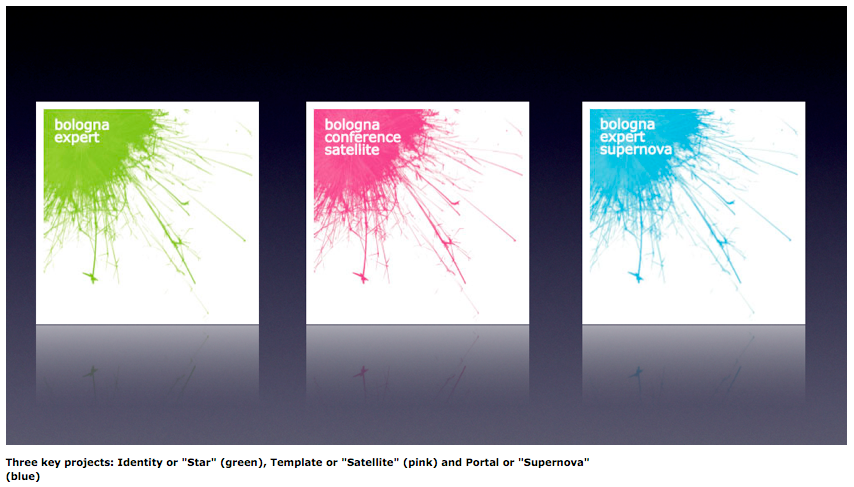 bologna
expert
bologna
conference
satellite
bologna
expert
supernova
Three key projects: Identity or "Star" (green), Template or "Satellite" (pink) and Portal or "Supernova"
(blue)